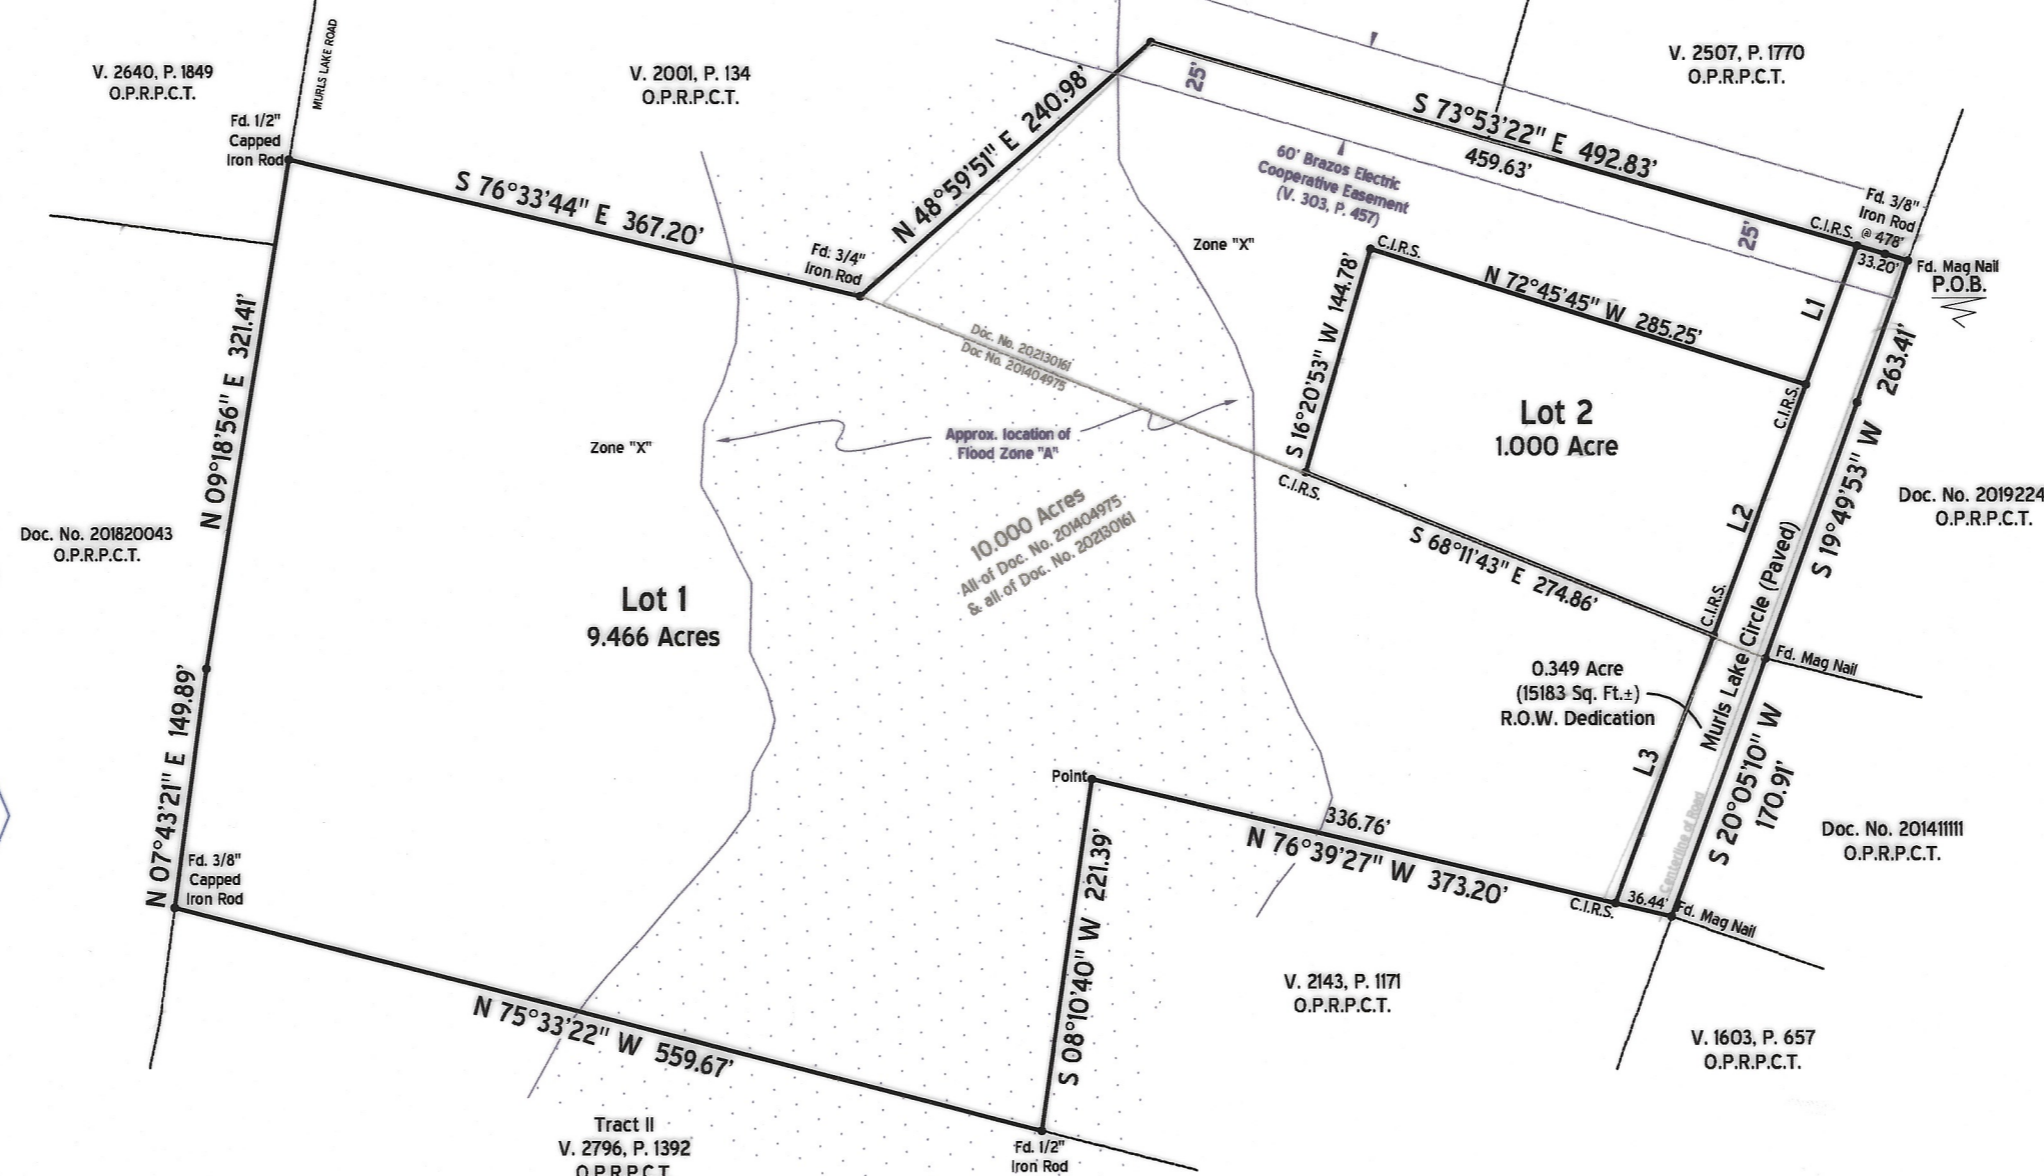 V. 2640, P. 1849
O.P.R.P.C.T.
MURLS LAKE ROAD
V. 2001, P. 134
O.P.R.P.C.T.
V. 2507, P. 1770
O.P.R.P.C.T.
Fd. 1/2"
Capped
Iron Rod
S 76°33'44" E 367.20'
Fd. 3/4"
Iron Rod
N 48°59'51" E 240.98'
25'
S 73°53'22" E 492.83'
459.63'
60' Brazos Electric
Cooperative Easement
(V. 303, P. 457)
25'
Fd. 3/8"
Iron Rod
@ 478'
C.I.R.S.
33.20'
Fd. Mag Nail
P.O.B.
Zone "X"
C.I.R.S.
N 72°45'45" W 285.25'
S 16°20'53" W 144.78'
L1
263.41'
S 19°49'53" W
C.I.R.S.
Lot 2
1.000 Acre
Doc. No. 202130161
Doc No. 201404975
N 09°18'56" E 321.41'
Zone "X"
Approx. location of
Flood Zone "A"
C.I.R.S.
L2
Doc. No. 2019224
O.P.R.P.C.T.
10.000 Acres
All of Doc. No. 201404975
& all of Doc. No. 202130161
Doc. No. 201820043
O.P.R.P.C.T.
S 68°11'43" E 274.86'
C.I.R.S.
Murls Lake Circle (Paved)
Fd. Mag Nail
Lot 1
9.466 Acres
0.349 Acre
(15183 Sq. Ft.±)
R.O.W. Dedication
L3
S 20°05'10" W
170.91'
Centerline of Road
N 07°43'21" E 149.89'
Point
336.76'
N 76°39'27" W 373.20'
Doc. No. 201411111
O.P.R.P.C.T.
Fd. 3/8"
Capped
Iron Rod
S 08°10'40" W 221.39'
C.I.R.S.
36.44'
Fd. Mag Nail
V. 2143, P. 1171
O.P.R.P.C.T.
N 75°33'22" W 559.67'
V. 1603, P. 657
O.P.R.P.C.T.
Tract II
V. 2796, P. 1392
O.P.R.P.C.T.
Fd. 1/2"
Iron Rod